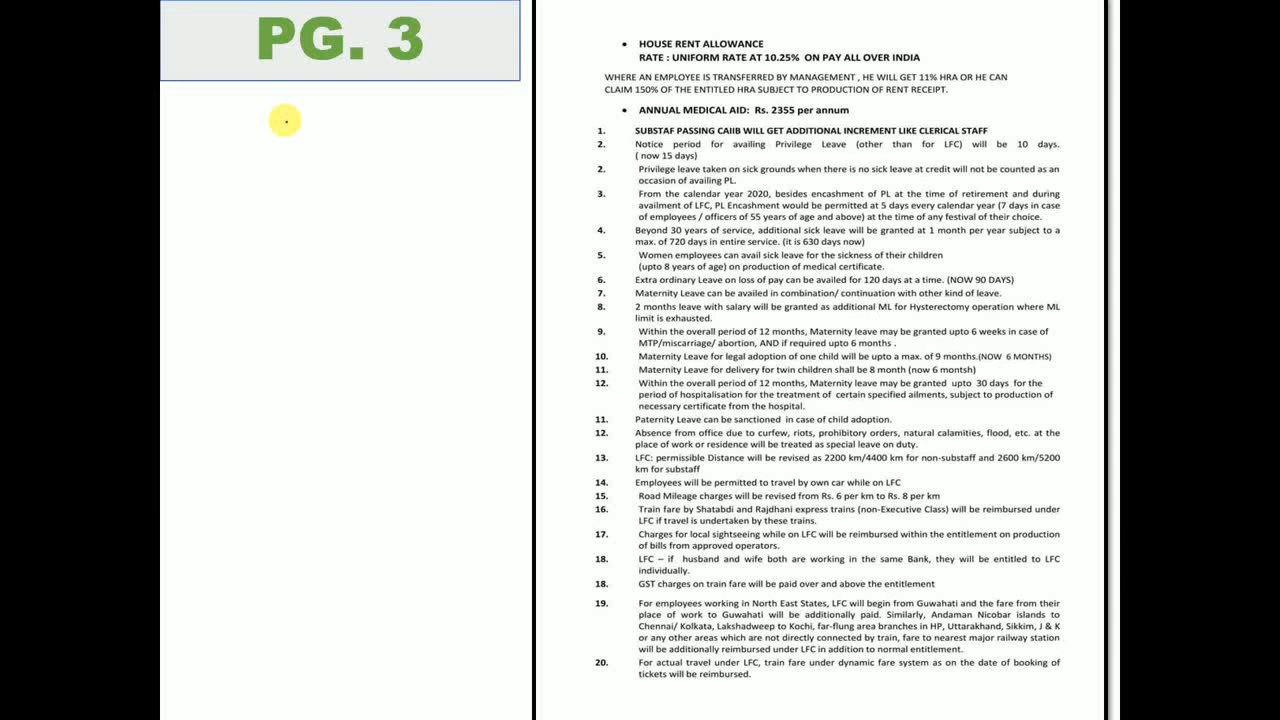 PG. 3
• HOUSE RENT ALLOWANCE
RATE : UNIFORM RATE AT 10.25% ON PAY ALL OVER INDIA
WHERE AN EMPLOYEE IS TRANSFERRED BY MANAGEMENT , HE WILL GET 11% HRA OR HE CAN
CLAIM 150% OF THE ENTITLED HRA SUBJECT TO PRODUCTION OF RENT RECEIPT.
• ANNUAL MEDICAL AID: Rs. 2355 per annum
1. SUBSTAF PASSING CAIIB WILL GET ADDITIONAL INCREMENT LIKE CLERICAL STAFF
2. Notice period for availing Privilege Leave (other than for LFC) will be 10 days.
( now 15 days)
2. Privilege leave taken on sick grounds when there is no sick leave at credit will not be counted as an
occasion of availing PL.
3. From the calendar year 2020, besides encashment of PL at the time of retirement and during
availment of LFC, PL Encashment would be permitted at 5 days every calendar year (7 days in case
of employees / officers of 55 years of age and above) at the time of any festival of their choice.
4. Beyond 30 years of service, additional sick leave will be granted at 1 month per year subject to a
max. of 720 days in entire service. (it is 630 days now)
5. Women employees can avail sick leave for the sickness of their children
(upto 8 years of age) on production of medical certificate.
6. Extra ordinary Leave on loss of pay can be availed for 120 days at a time. (NOW 90 DAYS)
7. Maternity Leave can be availed in combination/ continuation with other kind of leave.
8. 2 months leave with salary will be granted as additional ML for Hysterectomy operation where ML
limit is exhausted.
9. Within the overall period of 12 months, Maternity leave may be granted upto 6 weeks in case of
MTP/miscarriage/ abortion, AND if required upto 6 months .
10. Maternity Leave for legal adoption of one child will be upto a max. of 9 months.(NOW 6 MONTHS)
11. Maternity Leave for delivery for twin children shall be 8 month (now 6 montsh)
12. Within the overall period of 12 months, Maternity leave may be granted upto 30 days for the
period of hospitalisation for the treatment of certain specified ailments, subject to production of
necessary certificate from the hospital.
11. Paternity Leave can be sanctioned in case of child adoption.
12. Absence from office due to curfew, riots, prohibitory orders, natural calamities, flood, etc. at the
place of work or residence will be treated as special leave on duty.
13. LFC: permissible Distance will be revised as 2200 km/4400 km for non-substaff and 2600 km/5200
km for substaff
14. Employees will be permitted to travel by own car while on LFC
15. Road Mileage charges will be revised from Rs. 6 per km to Rs. 8 per km
16. Train fare by Shatabdi and Rajdhani express trains (non-Executive Class) will be reimbursed under
LFC if travel is undertaken by these trains.
17. Charges for local sightseeing while on LFC will be reimbursed within the entitlement on production
of bills from approved operators.
18. LFC – if husband and wife both are working in the same Bank, they will be entitled to LFC
individually.
18. GST charges on train fare will be paid over and above the entitlement
19. For employees working in North East States, LFC will begin from Guwahati and the fare from their
place of work to Guwahati will be additionally paid. Similarly, Andaman Nicobar islands to
Chennai/ Kolkata, Lakshadweep to Kochi, far-flung area branches in HP, Uttarakhand, Sikkim, J & K
or any other areas which are not directly connected by train, fare to nearest major railway station
will be additionally reimbursed under LFC in addition to normal entitlement.
20. For actual travel under LFC, train fare under dynamic fare system as on the date of booking of
tickets will be reimbursed.